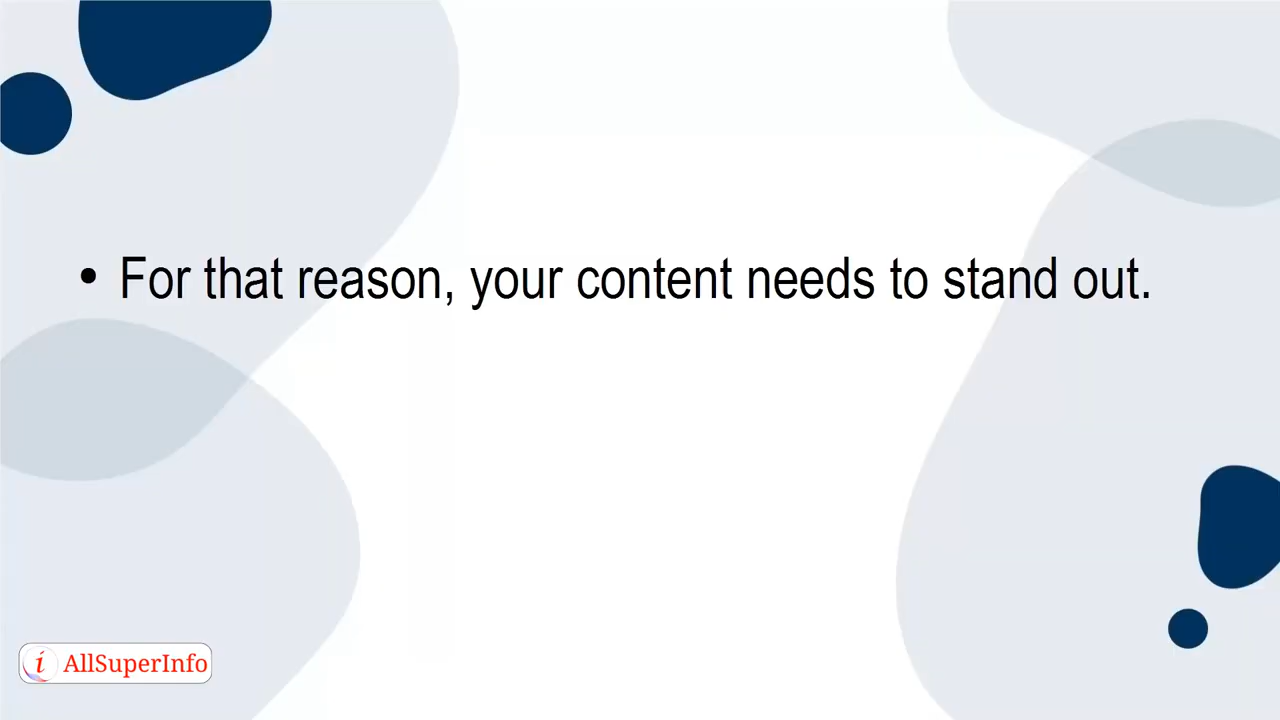 • For that reason, your content needs to stand out.
i AllSuperInfo